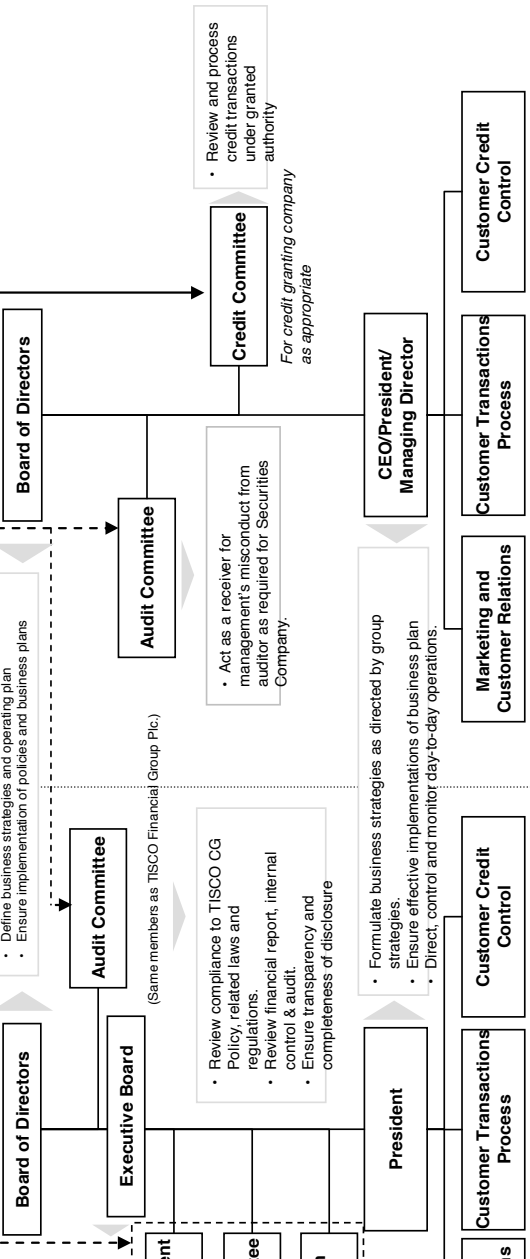 • Define business strategies and operating plan
• Ensure implementation of policies and business plans
Board of Directors
Board of Directors
Audit Committee
Executive Board
(Same members as TISCO Financial Group Plc.)
Audit Committee
• Review and process
credit transactions
under granted
authority
Credit Committee
For credit granting company
as appropriate
• Review compliance to TISCO CG
Policy, related laws and
regulations.
• Review financial report, internal
control & audit.
• Ensure transparency and
completeness of disclosure
• Act as a receiver for
management's misconduct from
auditor as required for Securities
Company.
President
• Formulate business strategies as directed by group
strategies.
• Ensure effective implementations of business plan
• Direct, control and monitor day-to-day operations.
CEO/President/
Managing Director
Customer Transactions
Process
Customer Credit
Control
Marketing and
Customer Relations
Customer Transactions
Process
Customer Credit
Control